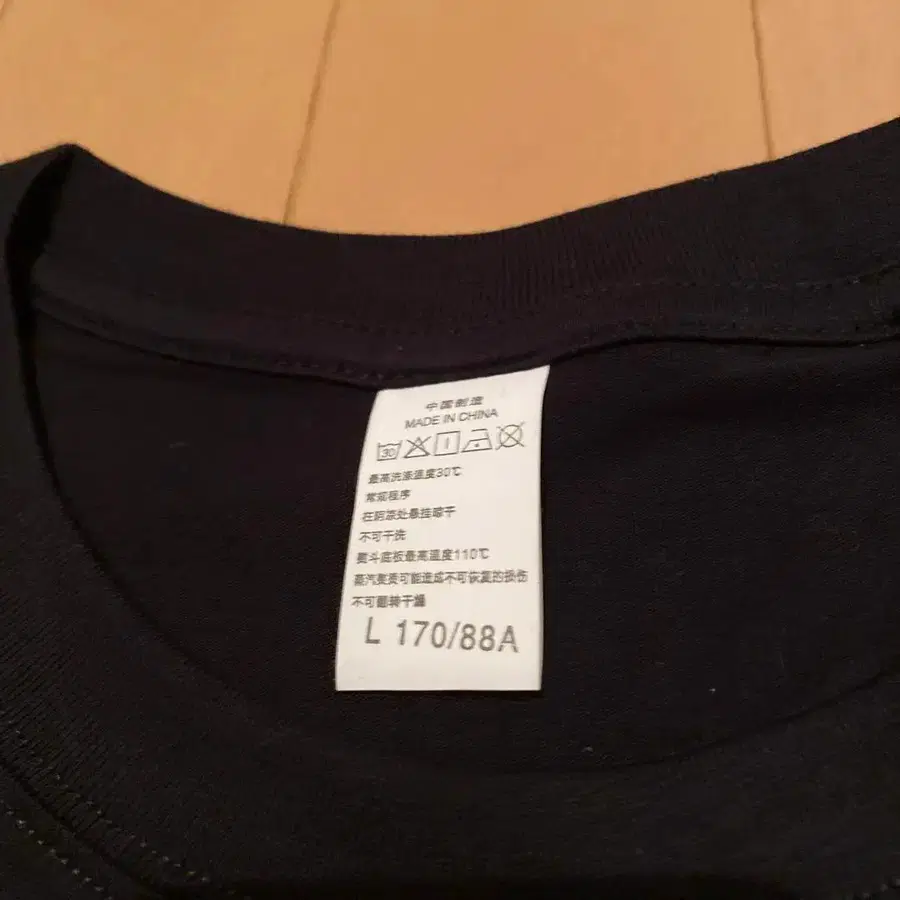 中国制造
MADE IN CHINA
30
最高洗涤温度30℃
常规程序
在阴凉处悬挂晾干
不可干洗
熨斗底板最高温度110℃
蒸汽熨烫可能造成不可恢复的损伤
不可翻转干燥
L 170/88A